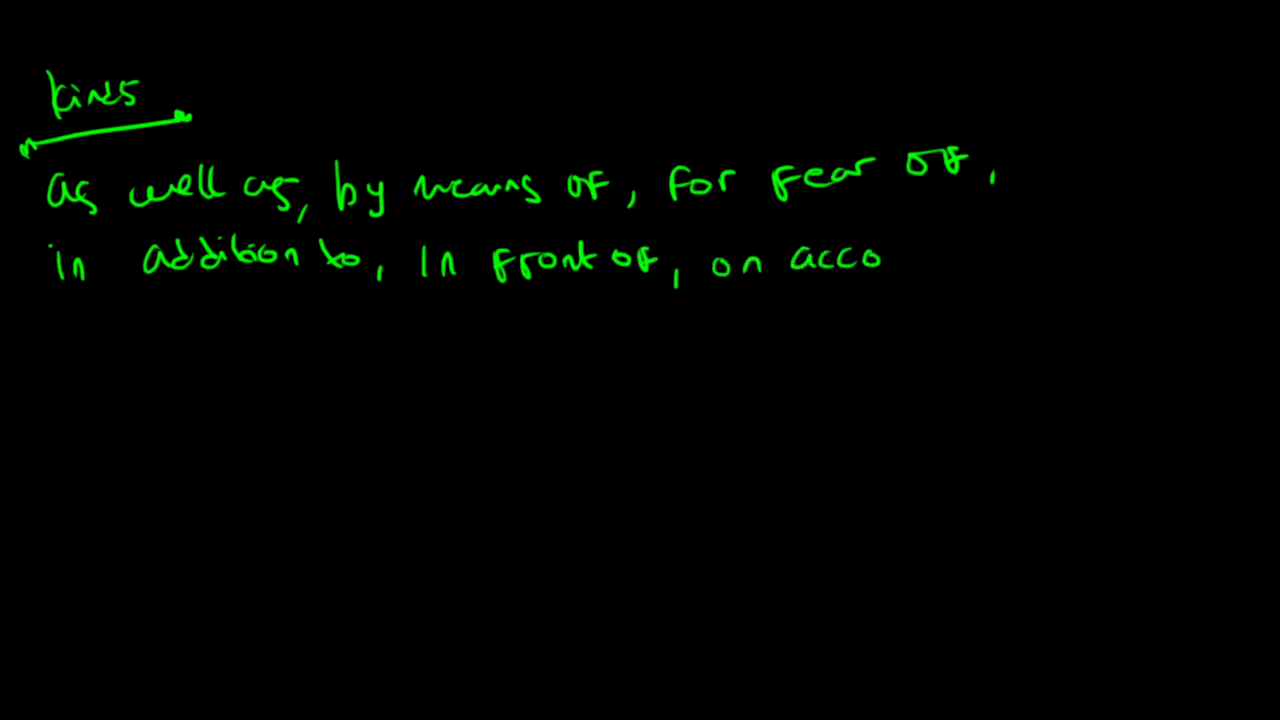 kinds
as well as, by means of, for fear of,
in addition to, in front of, on acco